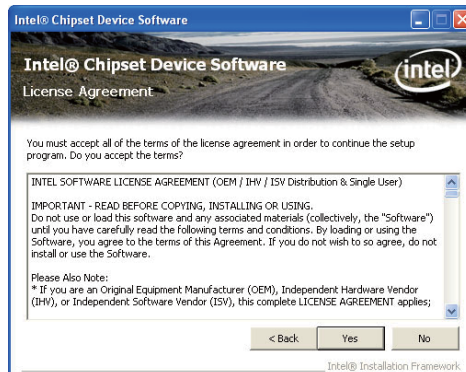 Intel® Chipset Device Software
Intel® Chipset Device Software
intel
License Agreement
You must accept all of the terms of the license agreement in order to continue the setup
program. Do you accept the terms?
INTEL SOFTWARE LICENSE AGREEMENT (OEM / IHV / ISV Distribution & Single User)
IMPORTANT - READ BEFORE COPYING, INSTALLING OR USING.
Do not use or load this software and any associated materials (collectively, the "Software")
until you have carefully read the following terms and conditions. By loading or using the
Software, you agree to the terms of this Agreement. If you do not wish to so agree, do not
install or use the Software.
Please Also Note:
* If you are an Original Equipment Manufacturer (OEM), Independent Hardware Vendor
(IHV), or Independent Software Vendor (ISV), this complete LICENSE AGREEMENT applies;
< Back Yes No
Intel® Installation Framework